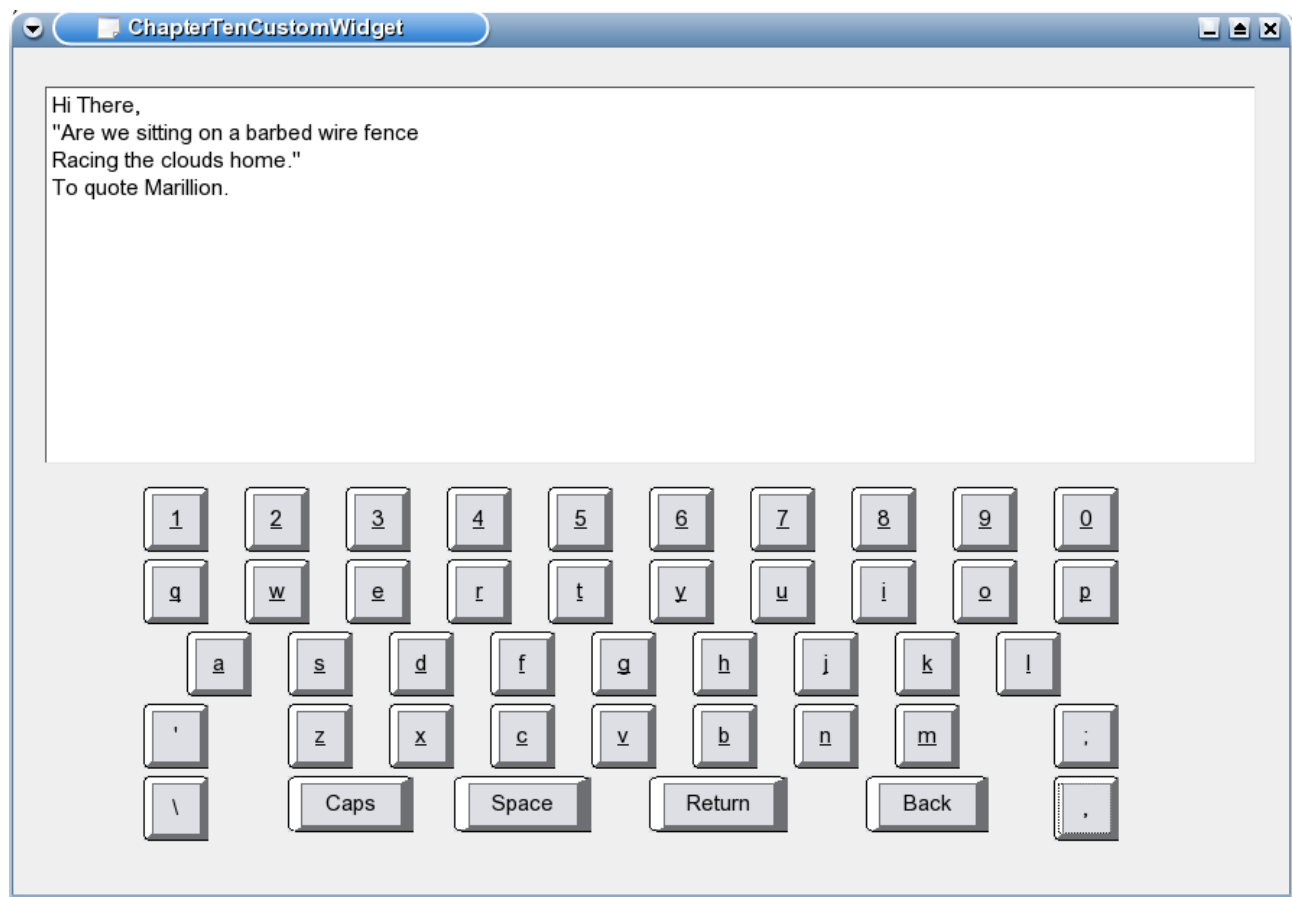 ChapterTenCustomWidget
Hi There,
"Are we sitting on a barbed wire fence
Racing the clouds home."
To quote Marillion.
1 2 3 4 5 6 7 8 9 0
q w e r t y u i o p
a s d f g h j k l
' z x c v b n m ;
\ Caps Space Return Back ,